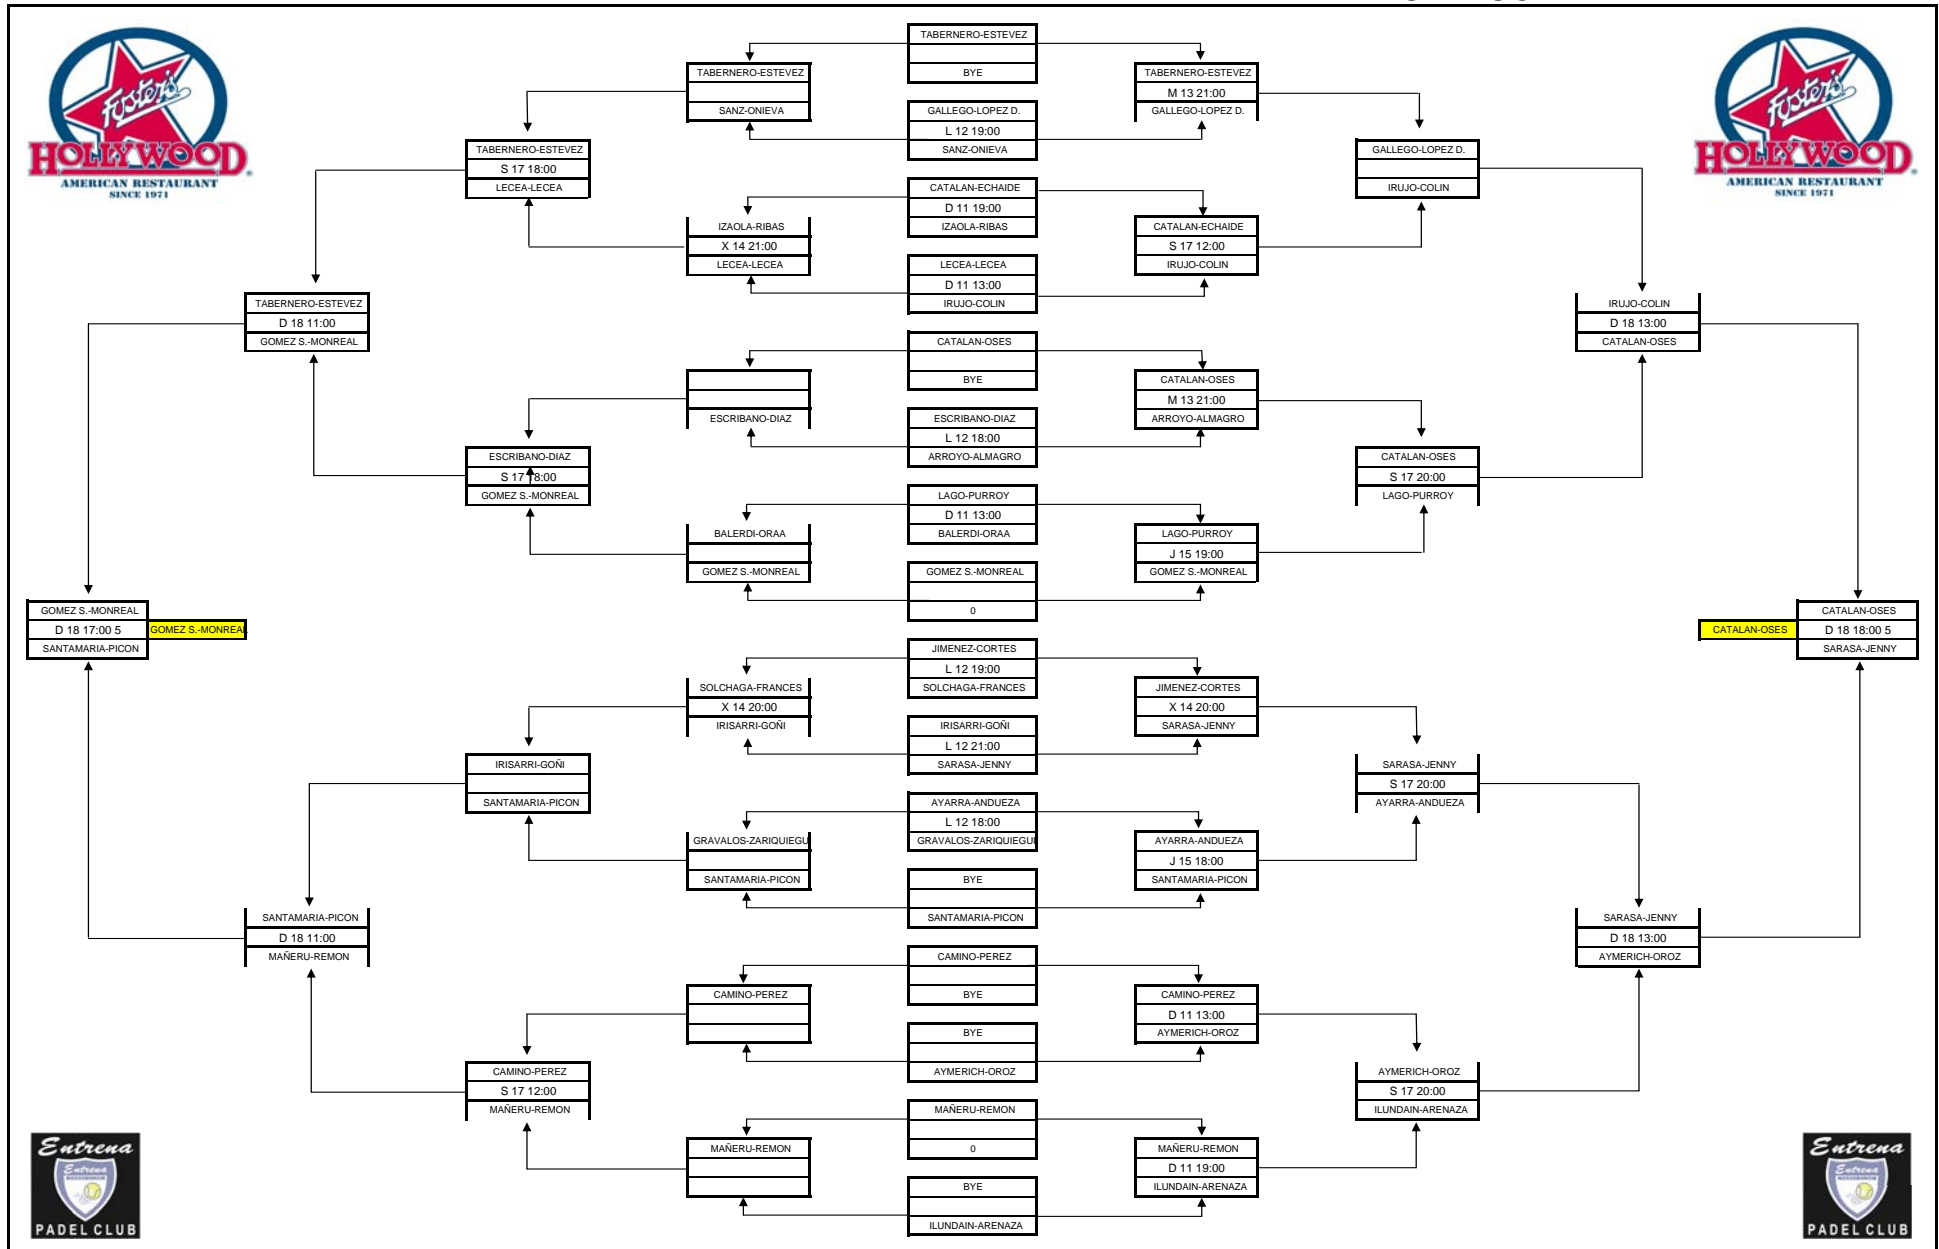 Foster's
HOLLYWOOD
AMERICAN RESTAURANT
SINCE 1971
Foster's
HOLLYWOOD
AMERICAN RESTAURANT
SINCE 1971
TABERNERO-ESTEVEZ
BYE
GALLEGO-LOPEZ D.
L 12 19:00
SANZ-ONIEVA
CATALAN-ECHAIDE
D 11 19:00
IZAOLA-RIBAS
LECEA-LECEA
D 11 13:00
IRUJO-COLIN
CATALAN-OSES
BYE
ESCRIBANO-DIAZ
L 12 18:00
ARROYO-ALMAGRO
LAGO-PURROY
D 11 13:00
BALERDI-ORAA
GOMEZ S.-MONREAL
0
JIMENEZ-CORTES
L 12 19:00
SOLCHAGA-FRANCES
IRISARRI-GOÑI
L 12 21:00
SARASA-JENNY
AYARRA-ANDUEZA
L 12 18:00
GRAVALOS-ZARIQUIEGUI
BYE
SANTAMARIA-PICON
CAMINO-PEREZ
BYE
BYE
AYMERICH-OROZ
MAÑERU-REMON
0
BYE
ILUNDAIN-ARENAZA
TABERNERO-ESTEVEZ
SANZ-ONIEVA
IZAOLA-RIBAS
X 14 21:00
LECEA-LECEA
ESCRIBANO-DIAZ
BALERDI-ORAA
GOMEZ S.-MONREAL
SOLCHAGA-FRANCES
X 14 20:00
IRISARRI-GOÑI
GRAVALOS-ZARIQUIEGU
SANTAMARIA-PICON
CAMINO-PEREZ
MAÑERU-REMON
TABERNERO-ESTEVEZ
S 17 18:00
LECEA-LECEA
ESCRIBANO-DIAZ
S 17 18:00
GOMEZ S.-MONREAL
IRISARRI-GOÑI
SANTAMARIA-PICON
CAMINO-PEREZ
S 17 12:00
MAÑERU-REMON
TABERNERO-ESTEVEZ
D 18 11:00
GOMEZ S.-MONREAL
SANTAMARIA-PICON
D 18 11:00
MAÑERU-REMON
GOMEZ S.-MONREAL
D 18 17:00 5
SANTAMARIA-PICON
GOMEZ S.-MONREAL
TABERNERO-ESTEVEZ
M 13 21:00
GALLEGO-LOPEZ D.
CATALAN-ECHAIDE
S 17 12:00
IRUJO-COLIN
CATALAN-OSES
M 13 21:00
ARROYO-ALMAGRO
LAGO-PURROY
J 15 19:00
GOMEZ S.-MONREAL
JIMENEZ-CORTES
X 14 20:00
SARASA-JENNY
AYARRA-ANDUEZA
J 15 18:00
SANTAMARIA-PICON
CAMINO-PEREZ
D 11 13:00
AYMERICH-OROZ
MAÑERU-REMON
D 11 19:00
ILUNDAIN-ARENAZA
GALLEGO-LOPEZ D.
IRUJO-COLIN
CATALAN-OSES
S 17 20:00
LAGO-PURROY
SARASA-JENNY
S 17 20:00
AYARRA-ANDUEZA
AYMERICH-OROZ
S 17 20:00
ILUNDAIN-ARENAZA
IRUJO-COLIN
D 18 13:00
CATALAN-OSES
SARASA-JENNY
D 18 13:00
AYMERICH-OROZ
CATALAN-OSES
CATALAN-OSES
D 18 18:00 5
SARASA-JENNY
Entrena
Entrena
PADEL CLUB
Entrena
Entrena
PADEL CLUB